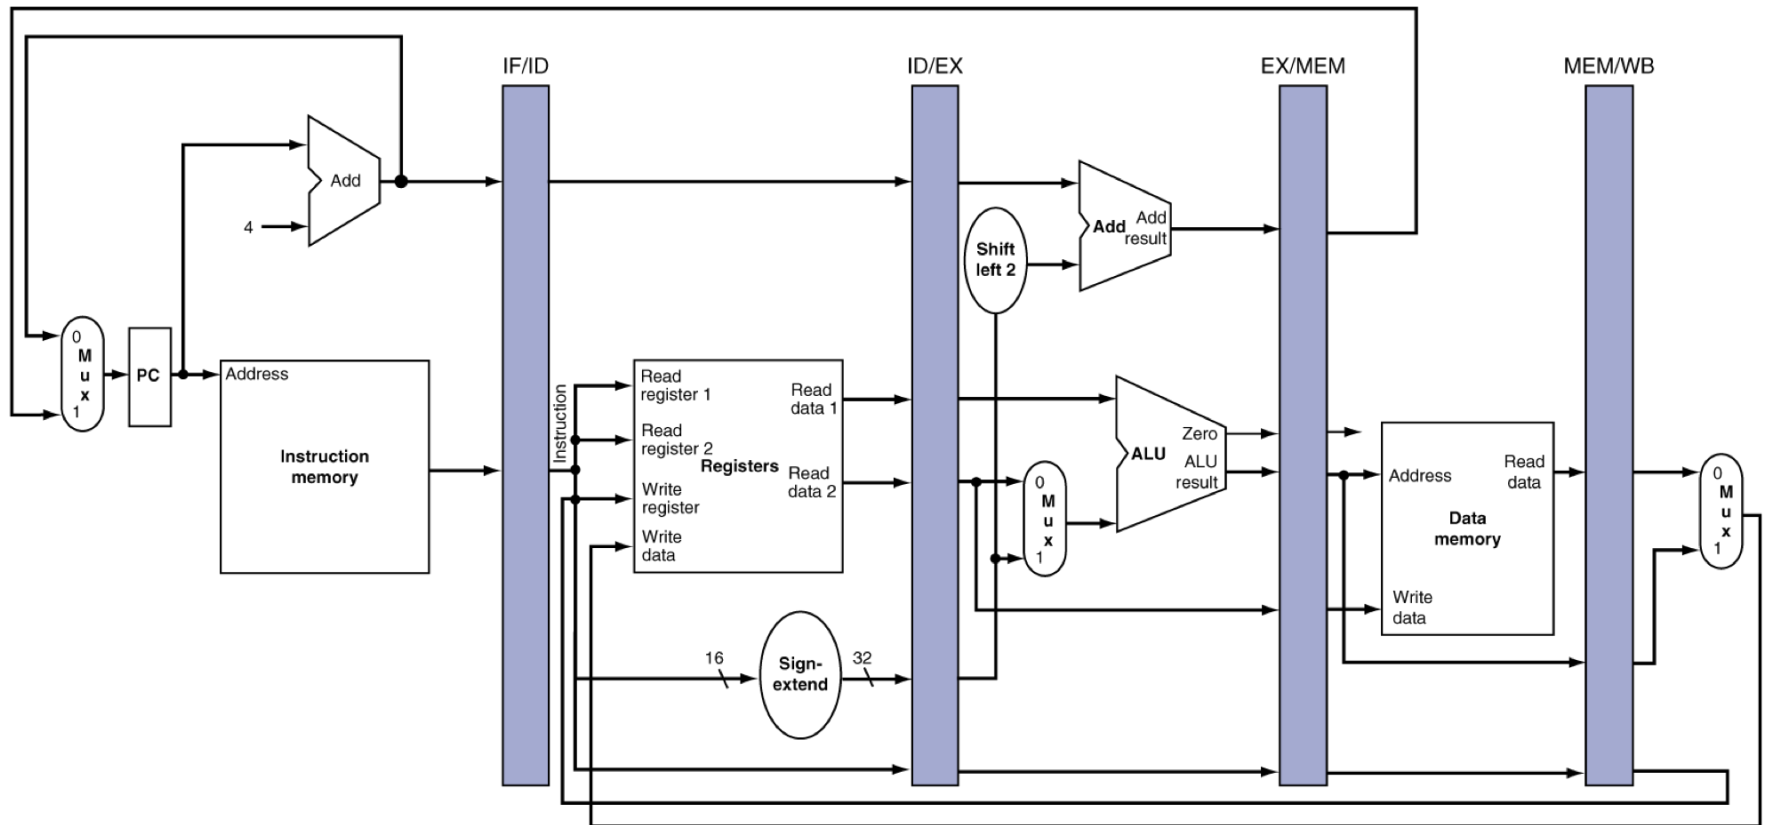 IF/ID
ID/EX
EX/MEM
MEM/WB
Add
4
Add
Add
result
Shift
left 2
0
M
u
x
1
PC
Address
Instruction
memory
Instruction
Read
register 1
Read
register 2
Write
register
Write
data
Registers
Read
data 1
Read
data 2
16
Sign-
extend
32
0
M
u
x
1
Zero
ALU
ALU
result
Address
Read
data
Data
memory
Write
data
0
M
u
x
1